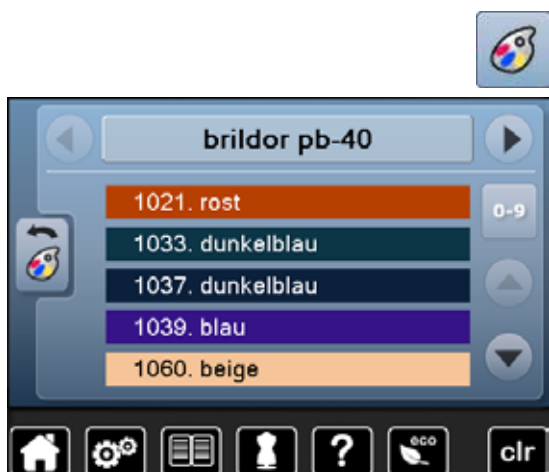 brildor pb-40
1021. rost
0-9
1033. dunkelblau
1037. dunkelblau
1039. blau
1060. beige
?
eco
clr